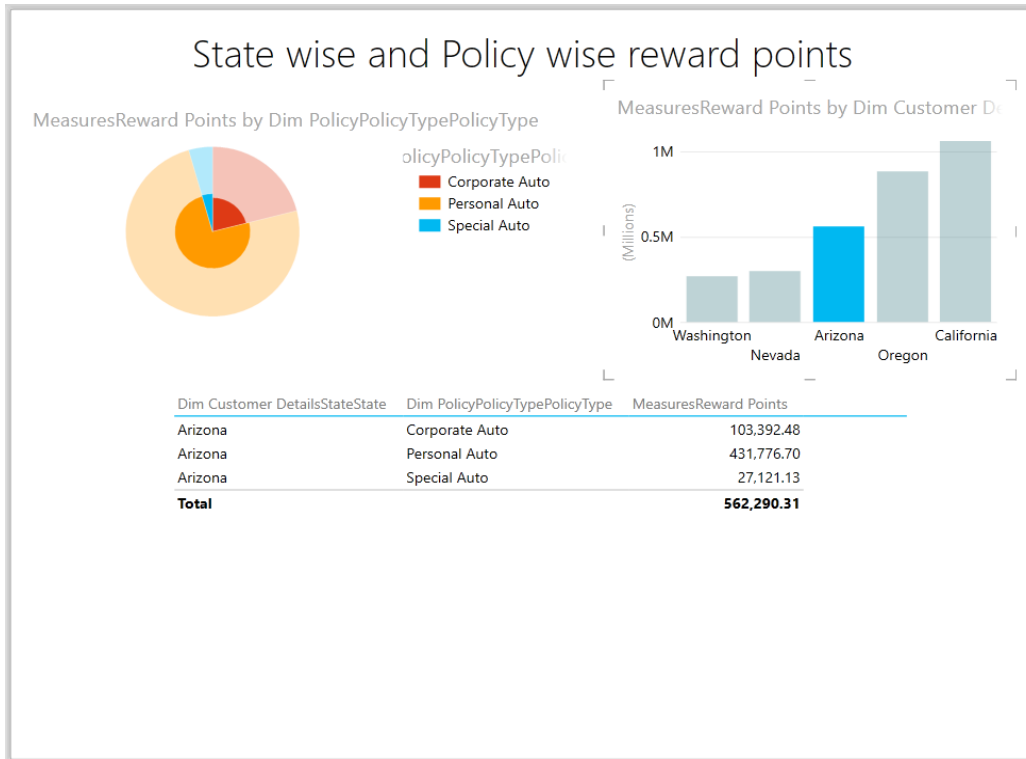 State wise and Policy wise reward points
MeasuresReward Points by Dim PolicyPolicyTypePolicyType
olicyPolicyTypePoli
Corporate Auto
Personal Auto
Special Auto
MeasuresReward Points by Dim Customer De
(Millions)
1M
0.5M
0M
Washington
Nevada
Arizona
Oregon
California
Dim Customer DetailsStateState Dim PolicyPolicyTypePolicyType MeasuresReward Points
Arizona Corporate Auto 103,392.48
Arizona Personal Auto 431,776.70
Arizona Special Auto 27,121.13
Total 562,290.31